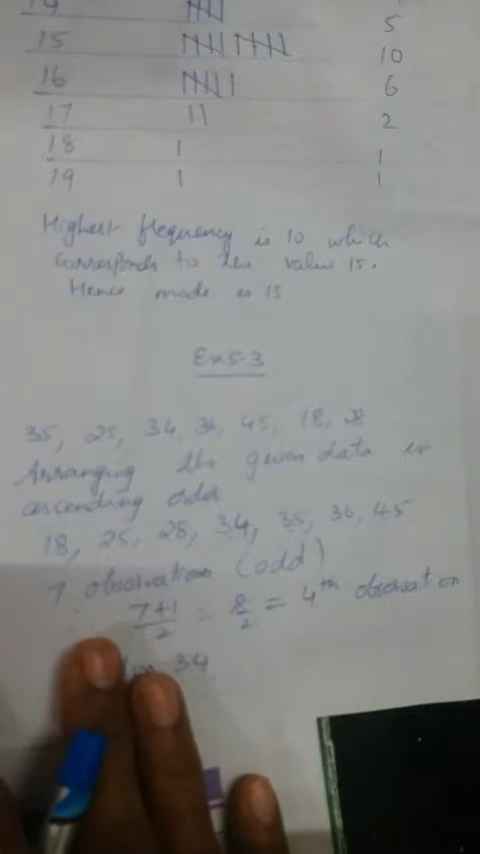 14 5
15 10
16 6
17 2
18 1
19 1
Highest frequency is 10 which
corresponds to the value 15.
Hence mode is 15
Ex 5.3
35, 25, 34, 36, 45, 18, 28
Arranging the given data in
ascending order
18, 25, 28, 34, 35, 36, 45
7 observations (odd)
7+1/2 = 8/2 = 4th observation
34